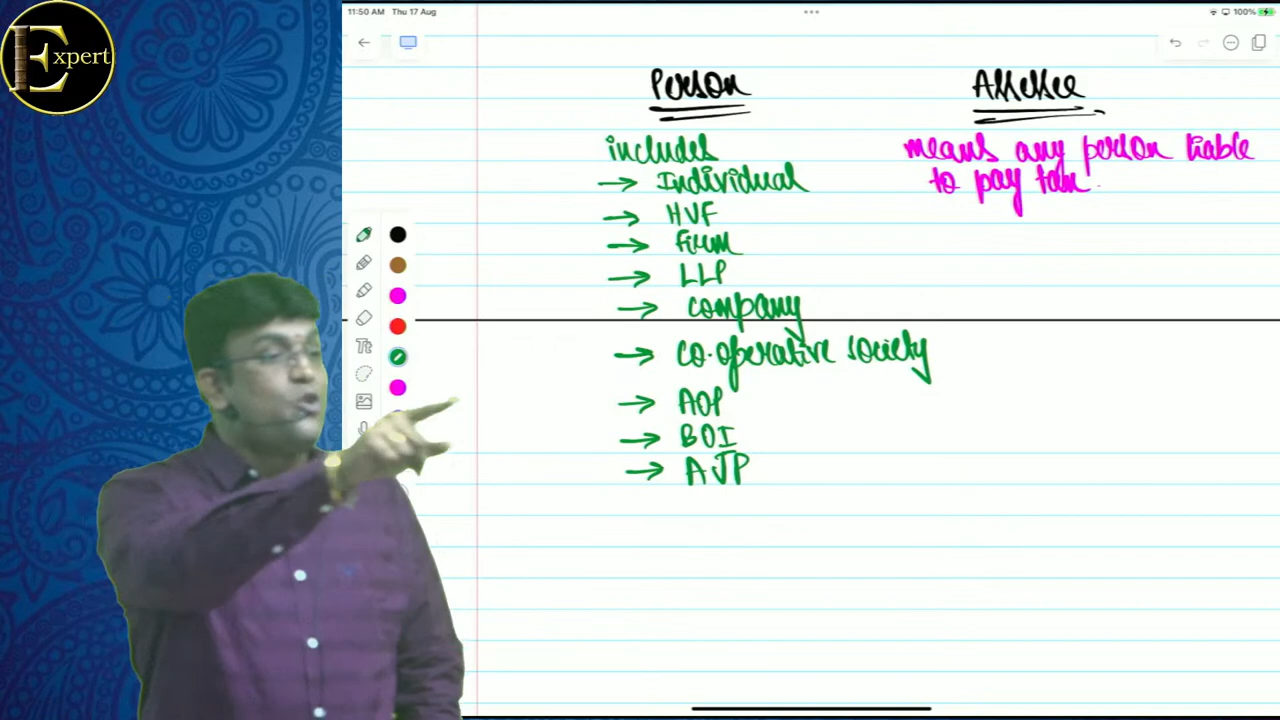 Expert
11:50 AM Thu 17 Aug
100%
Person
includes
→ Individual
→ HUF
→ Firm
→ LLP
→ company
→ co.operative society
→ AOP
→ BOI
→ AJP
Assessee
means any person liable
to pay tax.